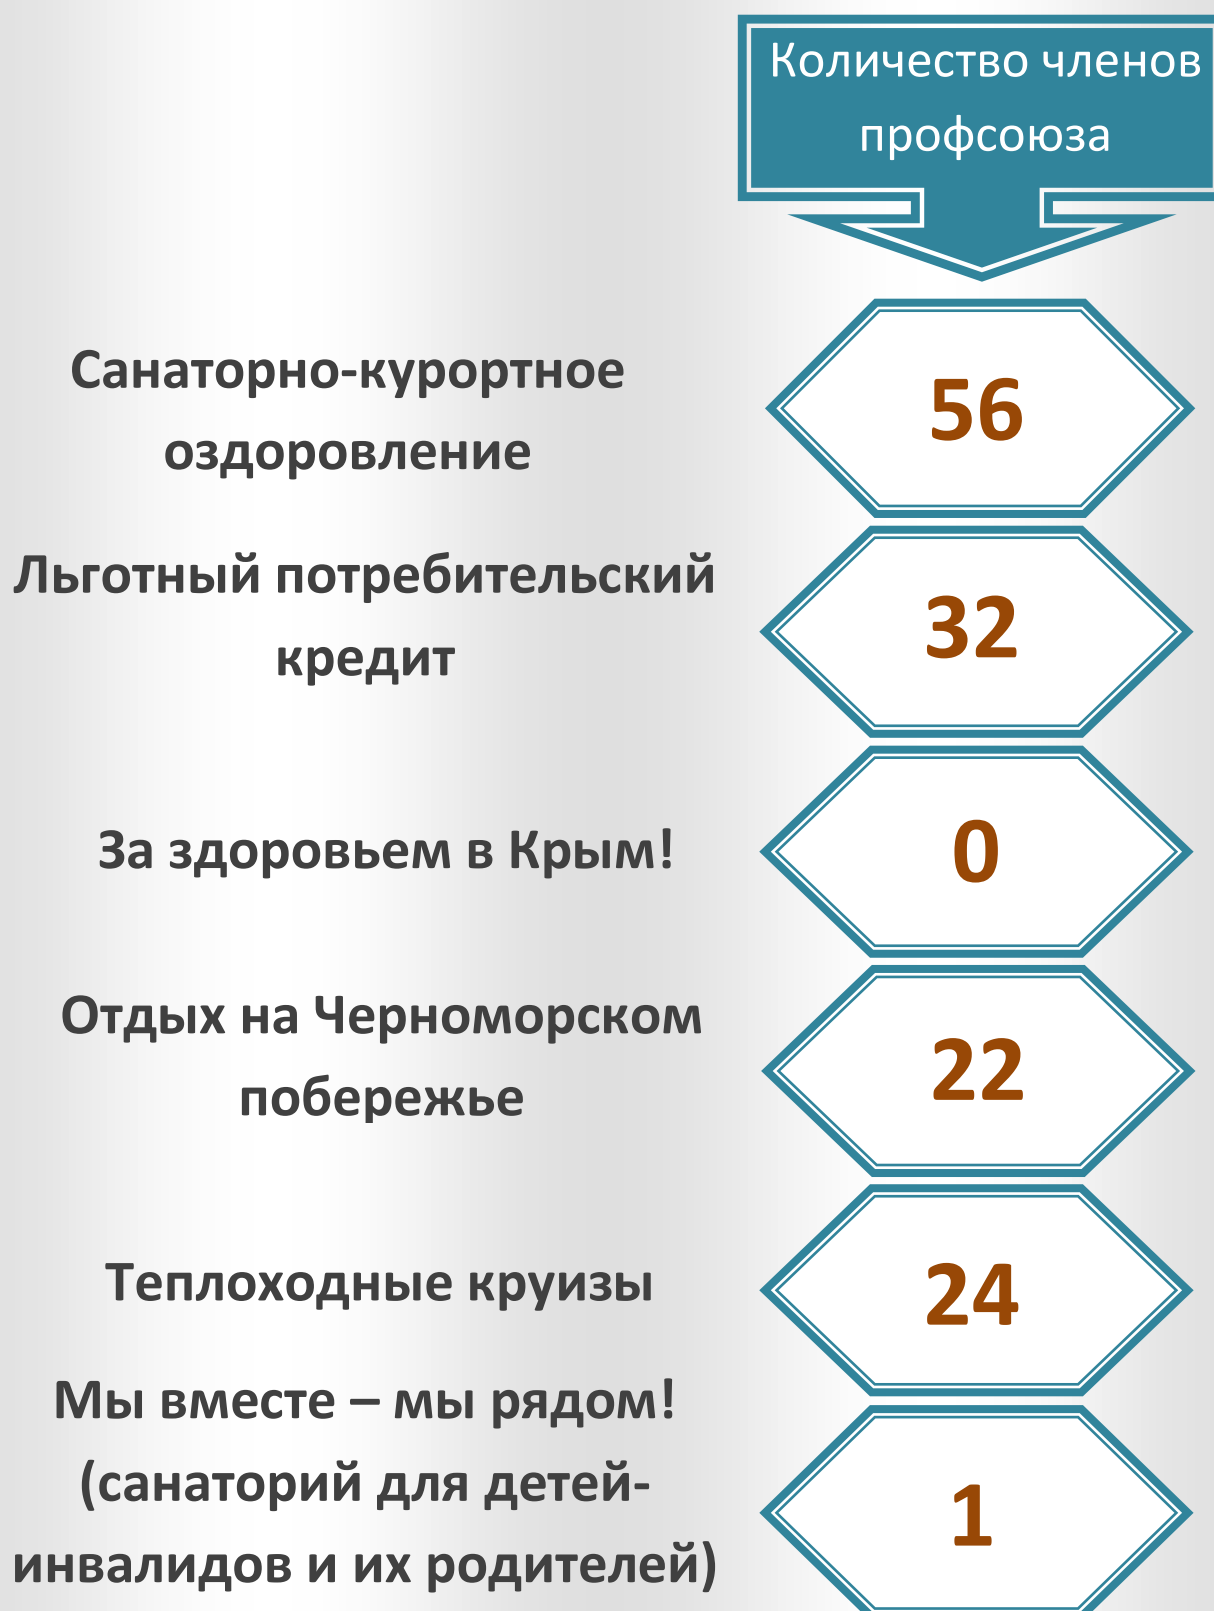 Количество членов
профсоюза
Санаторно-курортное
оздоровление
56
Льготный потребительский
кредит
32
За здоровьем в Крым!
0
Отдых на Черноморском
побережье
22
Теплоходные круизы
24
Мы вместе – мы рядом!
(санаторий для детей-
инвалидов и их родителей)
1